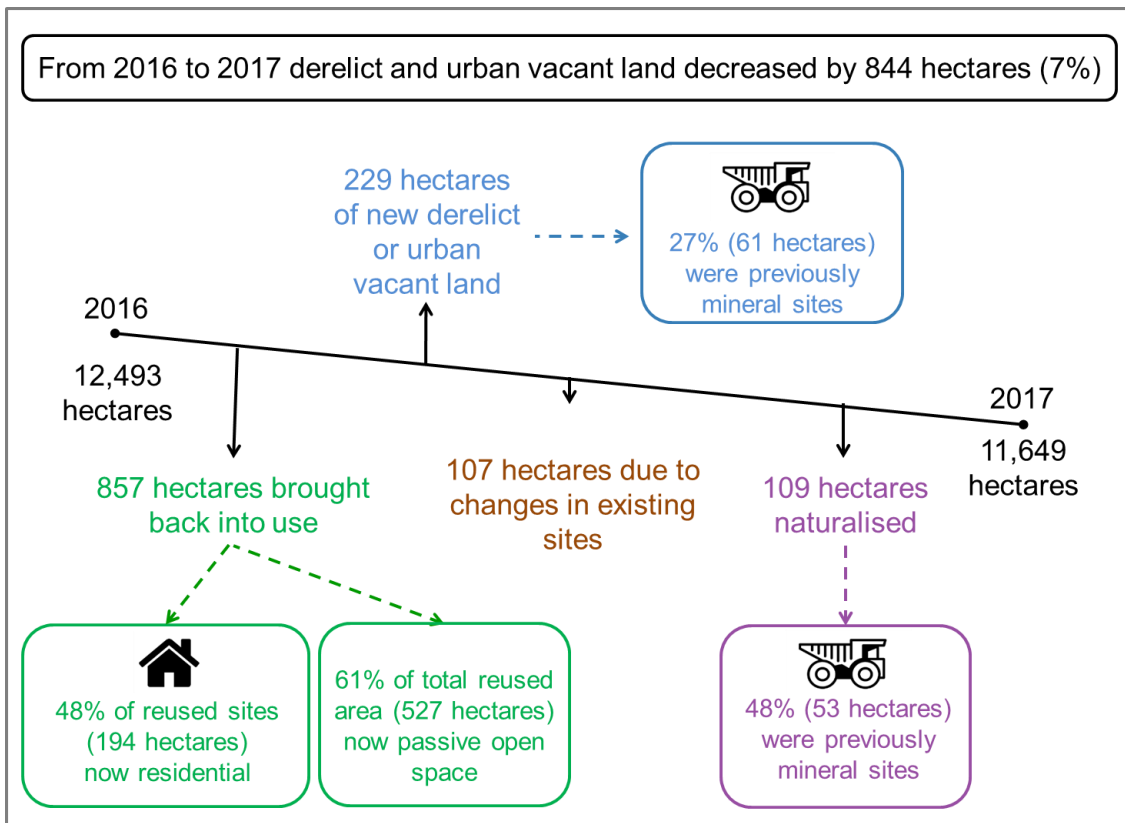 From 2016 to 2017 derelict and urban vacant land decreased by 844 hectares (7%)
229 hectares
of new derelict
or urban
vacant land
27% (61 hectares)
were previously
mineral sites
2016
12,493
hectares
2017
11,649
hectares
857 hectares brought
back into use
107 hectares due to
changes in existing
sites
109 hectares
naturalised
48% of reused sites
(194 hectares)
now residential
61% of total reused
area (527 hectares)
now passive open
space
48% (53 hectares)
were previously
mineral sites